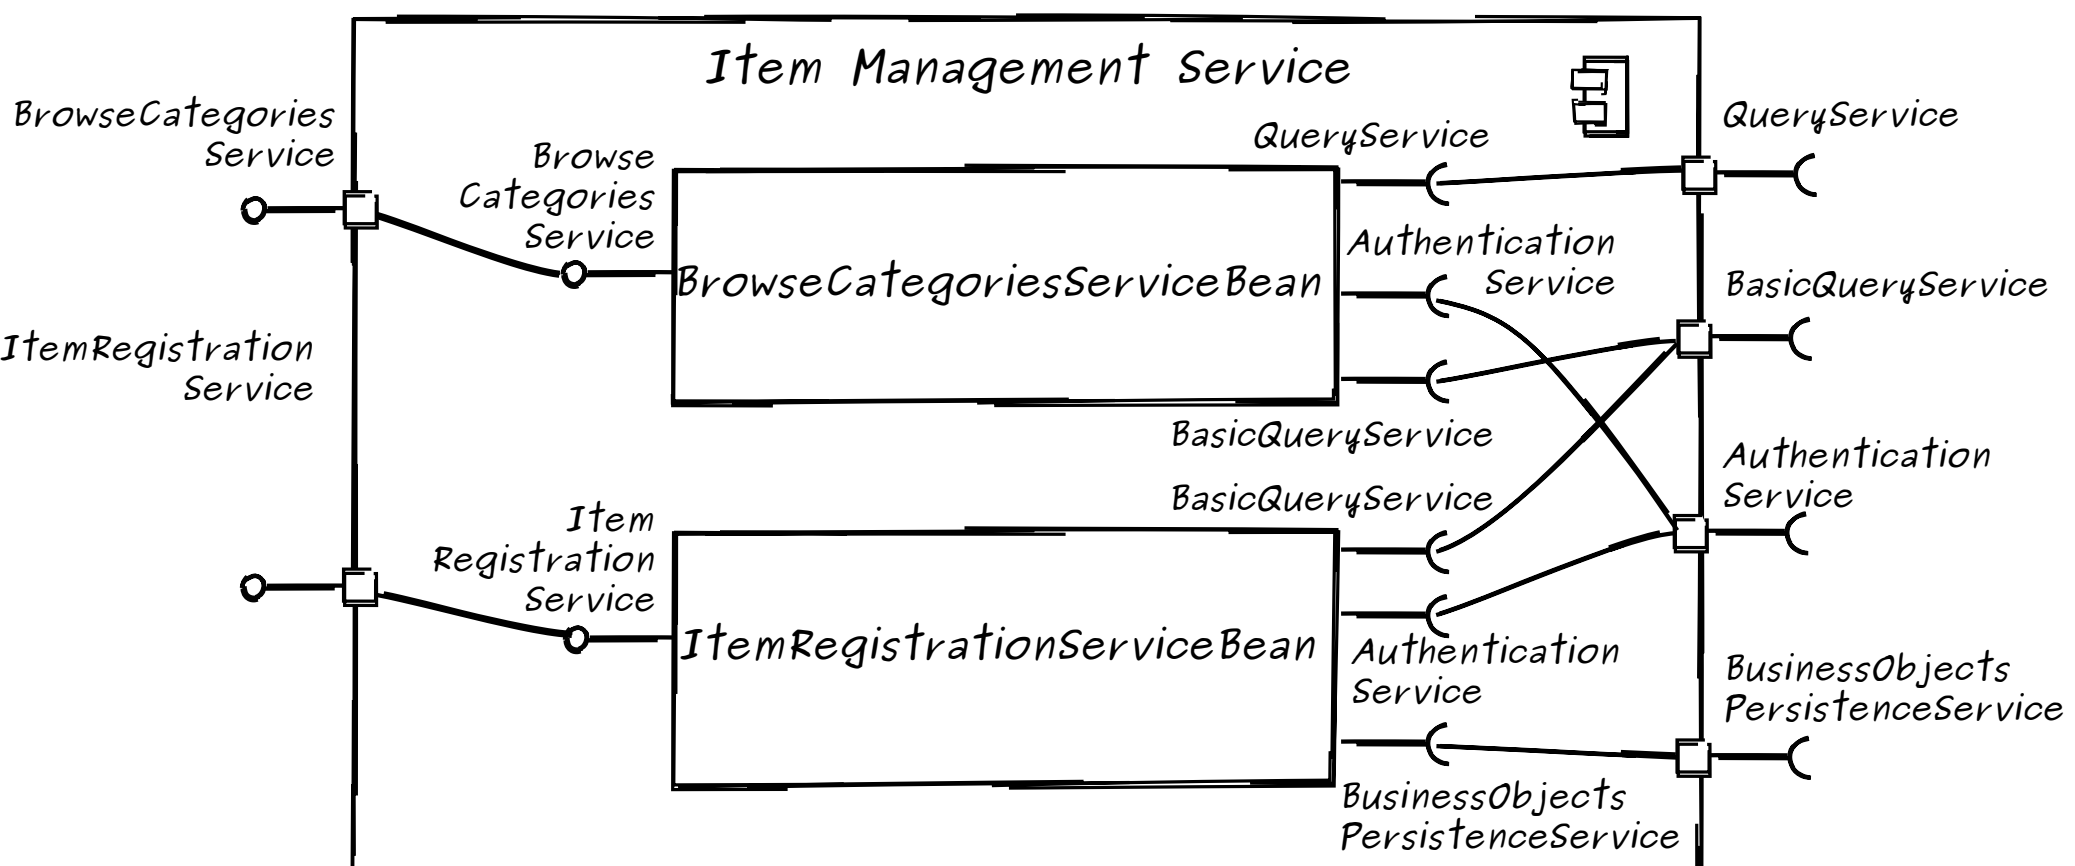 Item Management Service
BrowseCategories
Service
Browse
Categories
Service
QueryService
QueryService
Authentication
Service
BrowseCategoriesServiceBean
BasicQueryService
ItemRegistration
Service
BasicQueryService
BasicQueryService
Authentication
Service
Item
Registration
Service
ItemRegistrationServiceBean
Authentication
Service
BusinessObjects
PersistenceService
BusinessObjects
PersistenceService